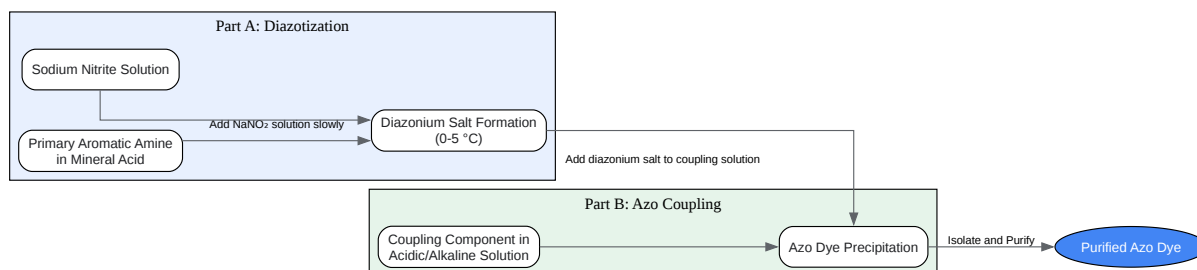 Part A: Diazotization
Sodium Nitrite Solution
Add NaNO₂ solution slowly
Primary Aromatic Amine
in Mineral Acid
Diazonium Salt Formation
(0-5 °C)
Add diazonium salt to coupling solution
Part B: Azo Coupling
Coupling Component in
Acidic/Alkaline Solution
Azo Dye Precipitation
Isolate and Purify
Purified Azo Dye